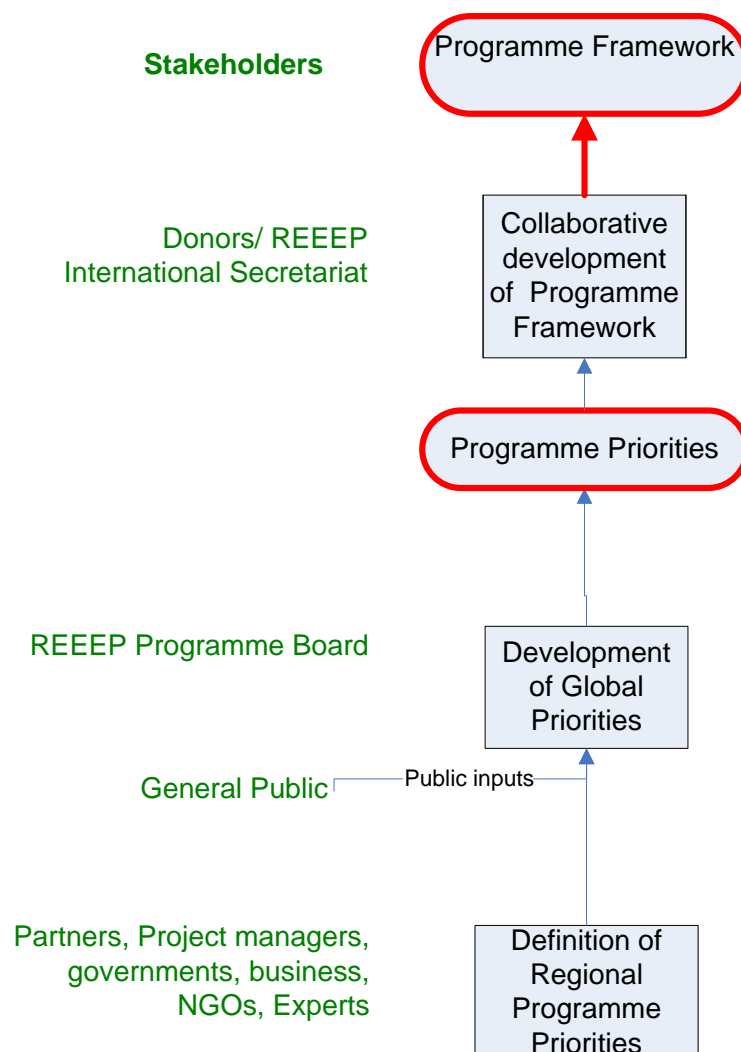 Stakeholders
Programme Framework
Donors/ REEEP
International Secretariat
Collaborative
development
of Programme
Framework
Programme Priorities
REEEP Programme Board
Development
of Global
Priorities
General Public
Public inputs
Partners, Project managers,
governments, business,
NGOs, Experts
Definition of
Regional
Programme
Priorities